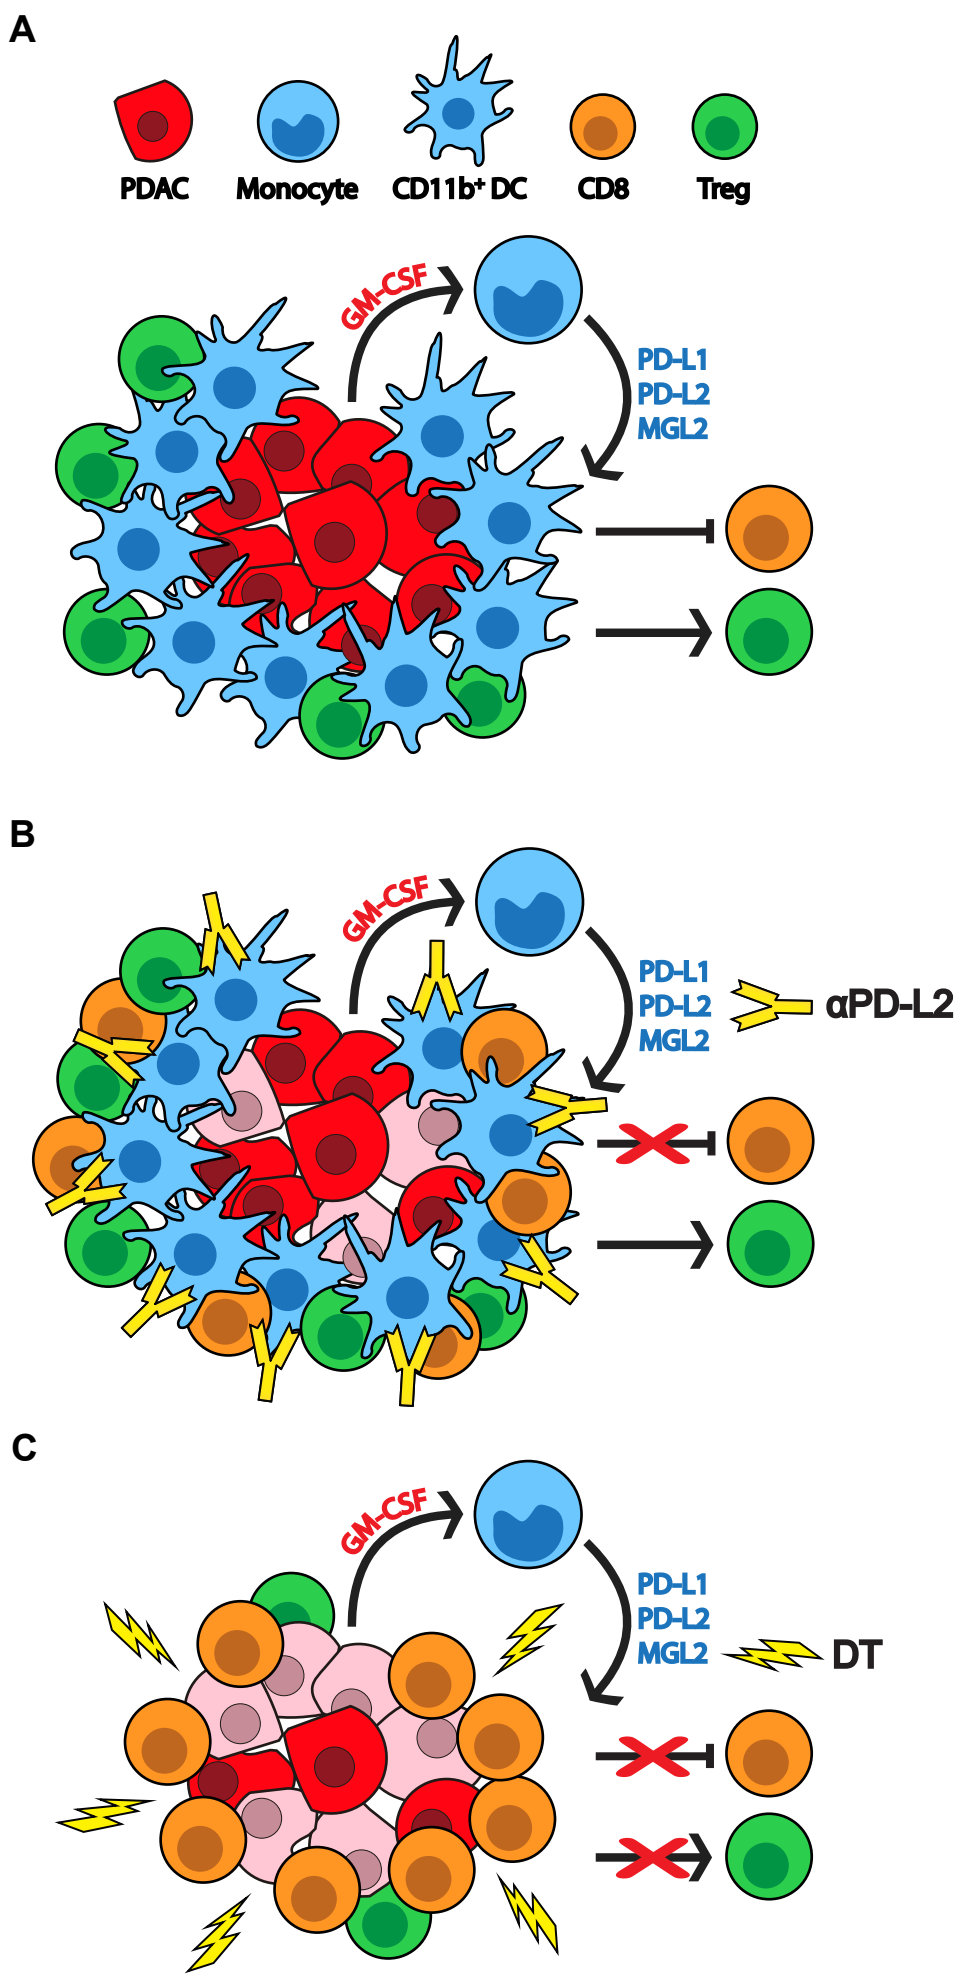 A
PDAC
Monocyte
CD11b⁺ DC
CD8
Treg
GM-CSF
PD-L1
PD-L2
MGL2
B
GM-CSF
PD-L1
PD-L2
MGL2
αPD-L2
C
GM-CSF
PD-L1
PD-L2
MGL2
DT